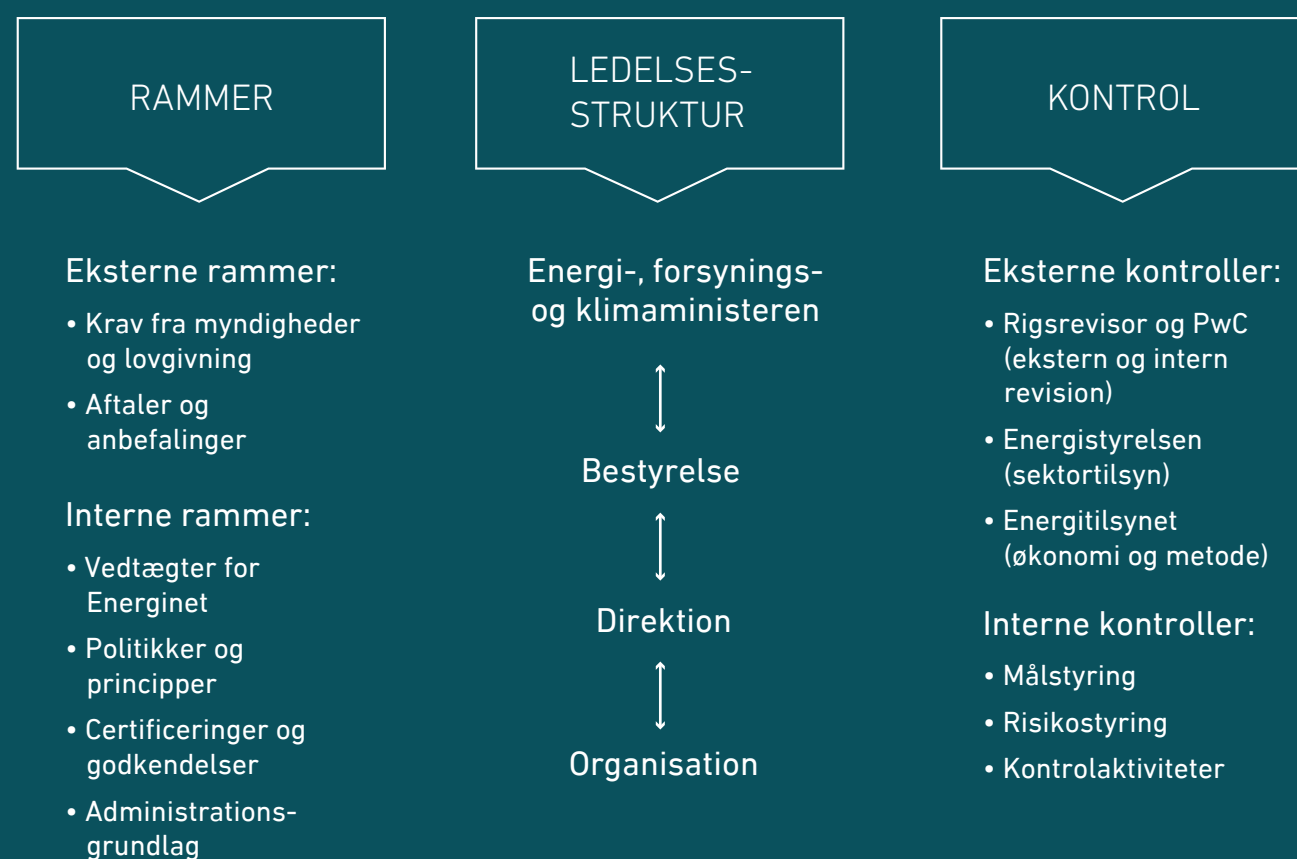 RAMMER
Eksterne rammer:
• Krav fra myndigheder
og lovgivning
• Aftaler og
anbefalinger
Interne rammer:
• Vedtægter for
Energinet
• Politikker og
principper
• Certificeringer og
godkendelser
• Administrations-
grundlag
LEDELSES-
STRUKTUR
Energi-, forsynings-
og klimaministeren
Bestyrelse
Direktion
Organisation
KONTROL
Eksterne kontroller:
• Rigsrevisor og PwC
(ekstern og intern
revision)
• Energistyrelsen
(sektortilsyn)
• Energitilsynet
(økonomi og metode)
Interne kontroller:
• Målstyring
• Risikostyring
• Kontrolaktiviteter